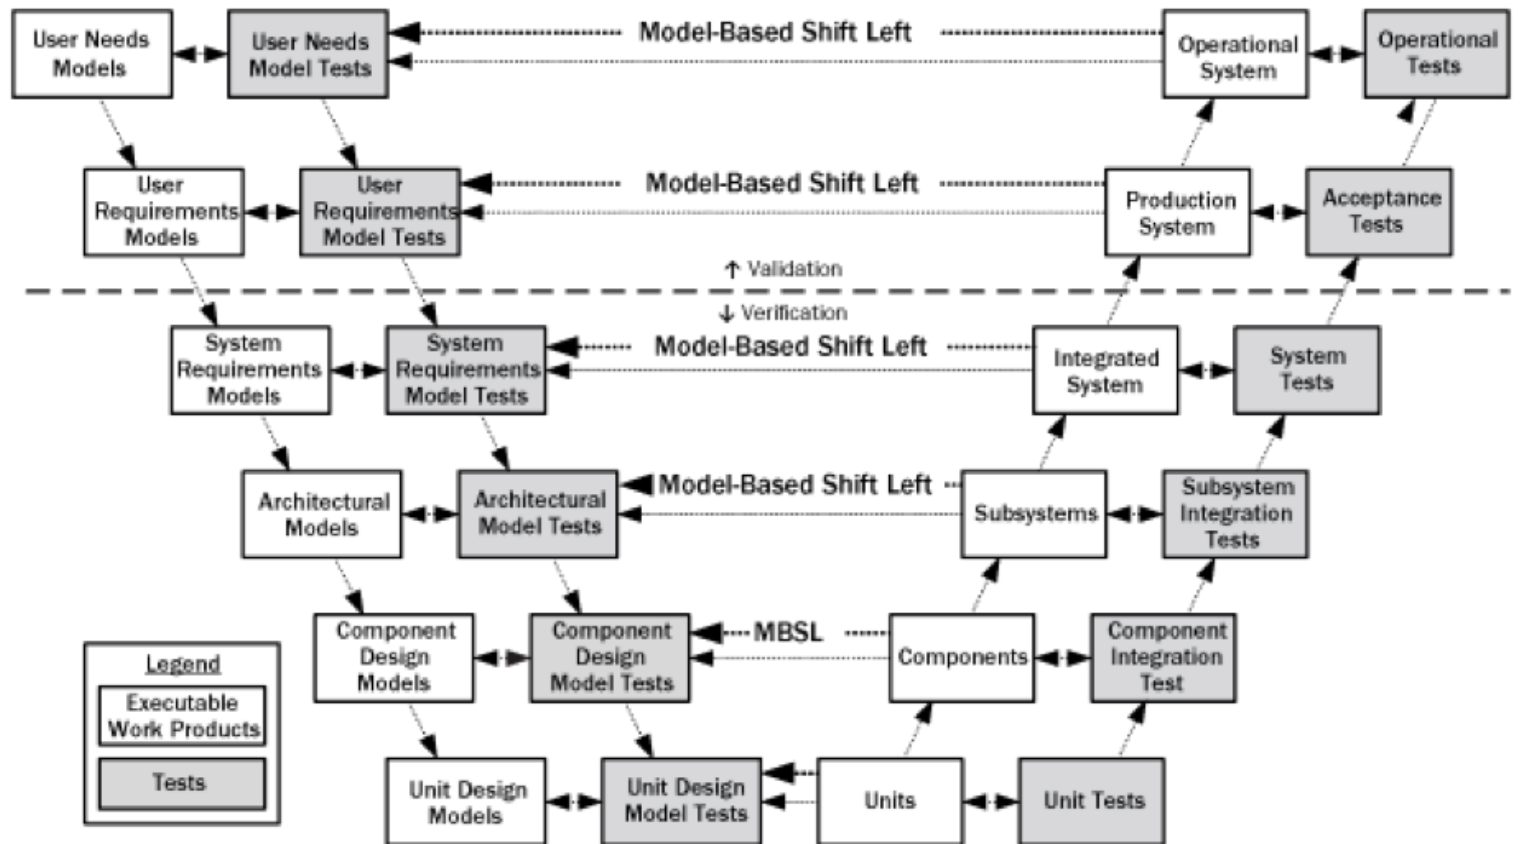 User Needs
Models
User Needs
Model Tests
Model-Based Shift Left
Operational
System
Operational
Tests
User
Requirements
Models
User
Requirements
Model Tests
Model-Based Shift Left
Production
System
Acceptance
Tests
↑ Validation
↓ Verification
System
Requirements
Models
System
Requirements
Model Tests
Model-Based Shift Left
Integrated
System
System
Tests
Architectural
Models
Architectural
Model Tests
Model-Based Shift Left
Subsystems
Subsystem
Integration
Tests
Component
Design
Models
Component
Design
Model Tests
MBSL
Components
Component
Integration
Test
Legend
Executable
Work Products
Tests
Unit Design
Models
Unit Design
Model Tests
Units
Unit Tests